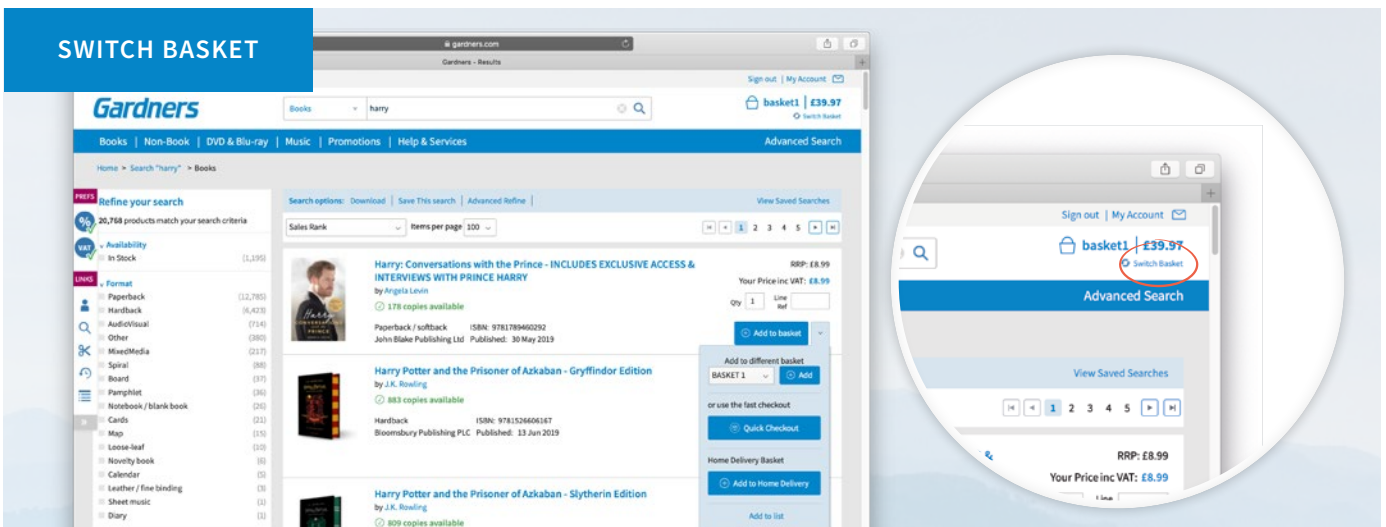 SWITCH BASKET
gardners.com
Gardners - Results
Sign out | My Account
Gardners
Books
harry
basket1 | £39.97
Switch Basket
Books | Non-Book | DVD & Blu-ray | Music | Promotions | Help & Services
Advanced Search
Home > Search "harry" > Books
PREFS
Refine your search
20,768 products match your search criteria
%
VAT
Availability
In Stock (1,195)
LINKS
Format
Paperback (12,785)
Hardback (4,423)
AudioVisual (714)
Other (380)
MixedMedia (217)
Spiral (88)
Board (37)
Pamphlet (36)
Notebook / blank book (26)
Cards (21)
Map (15)
Loose-leaf (10)
Novelty book (6)
Calendar (5)
Leather / fine binding (3)
Sheet music (1)
Diary (1)
Search options: Download | Save This search | Advanced Refine |
View Saved Searches
Sales Rank
Items per page 100
1 2 3 4 5
Harry: Conversations with the Prince - INCLUDES EXCLUSIVE ACCESS &
INTERVIEWS WITH PRINCE HARRY
by Angela Levin
178 copies available
Paperback / softback ISBN: 9781789460292
John Blake Publishing Ltd Published: 30 May 2019
RRP: £8.99
Your Price inc VAT: £8.99
Qty 1 Line
Ref
Add to basket
Harry Potter and the Prisoner of Azkaban - Gryffindor Edition
by J.K. Rowling
883 copies available
Hardback ISBN: 9781526606167
Bloomsbury Publishing PLC Published: 13 Jun 2019
Add to different basket
BASKET 1 Add
or use the fast checkout
Quick Checkout
Home Delivery Basket
Add to Home Delivery
Add to list
Harry Potter and the Prisoner of Azkaban - Slytherin Edition
by J.K. Rowling
809 copies available
Sign out | My Account
basket1 | £39.97
Switch Basket
Advanced Search
View Saved Searches
1 2 3 4 5
&
RRP: £8.99
Your Price inc VAT: £8.99
Line